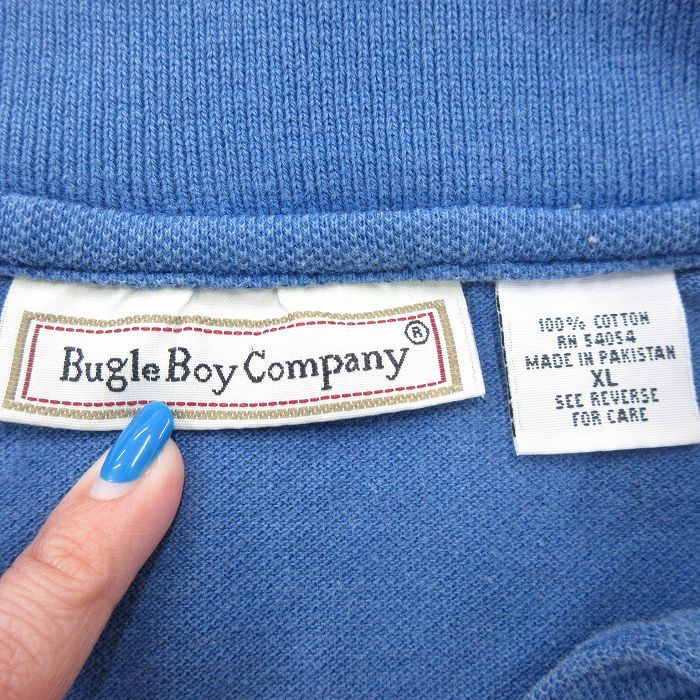 Bugle Boy Company®
100% COTTON
RN 54054
MADE IN PAKISTAN
XL
SEE REVERSE
FOR CARE